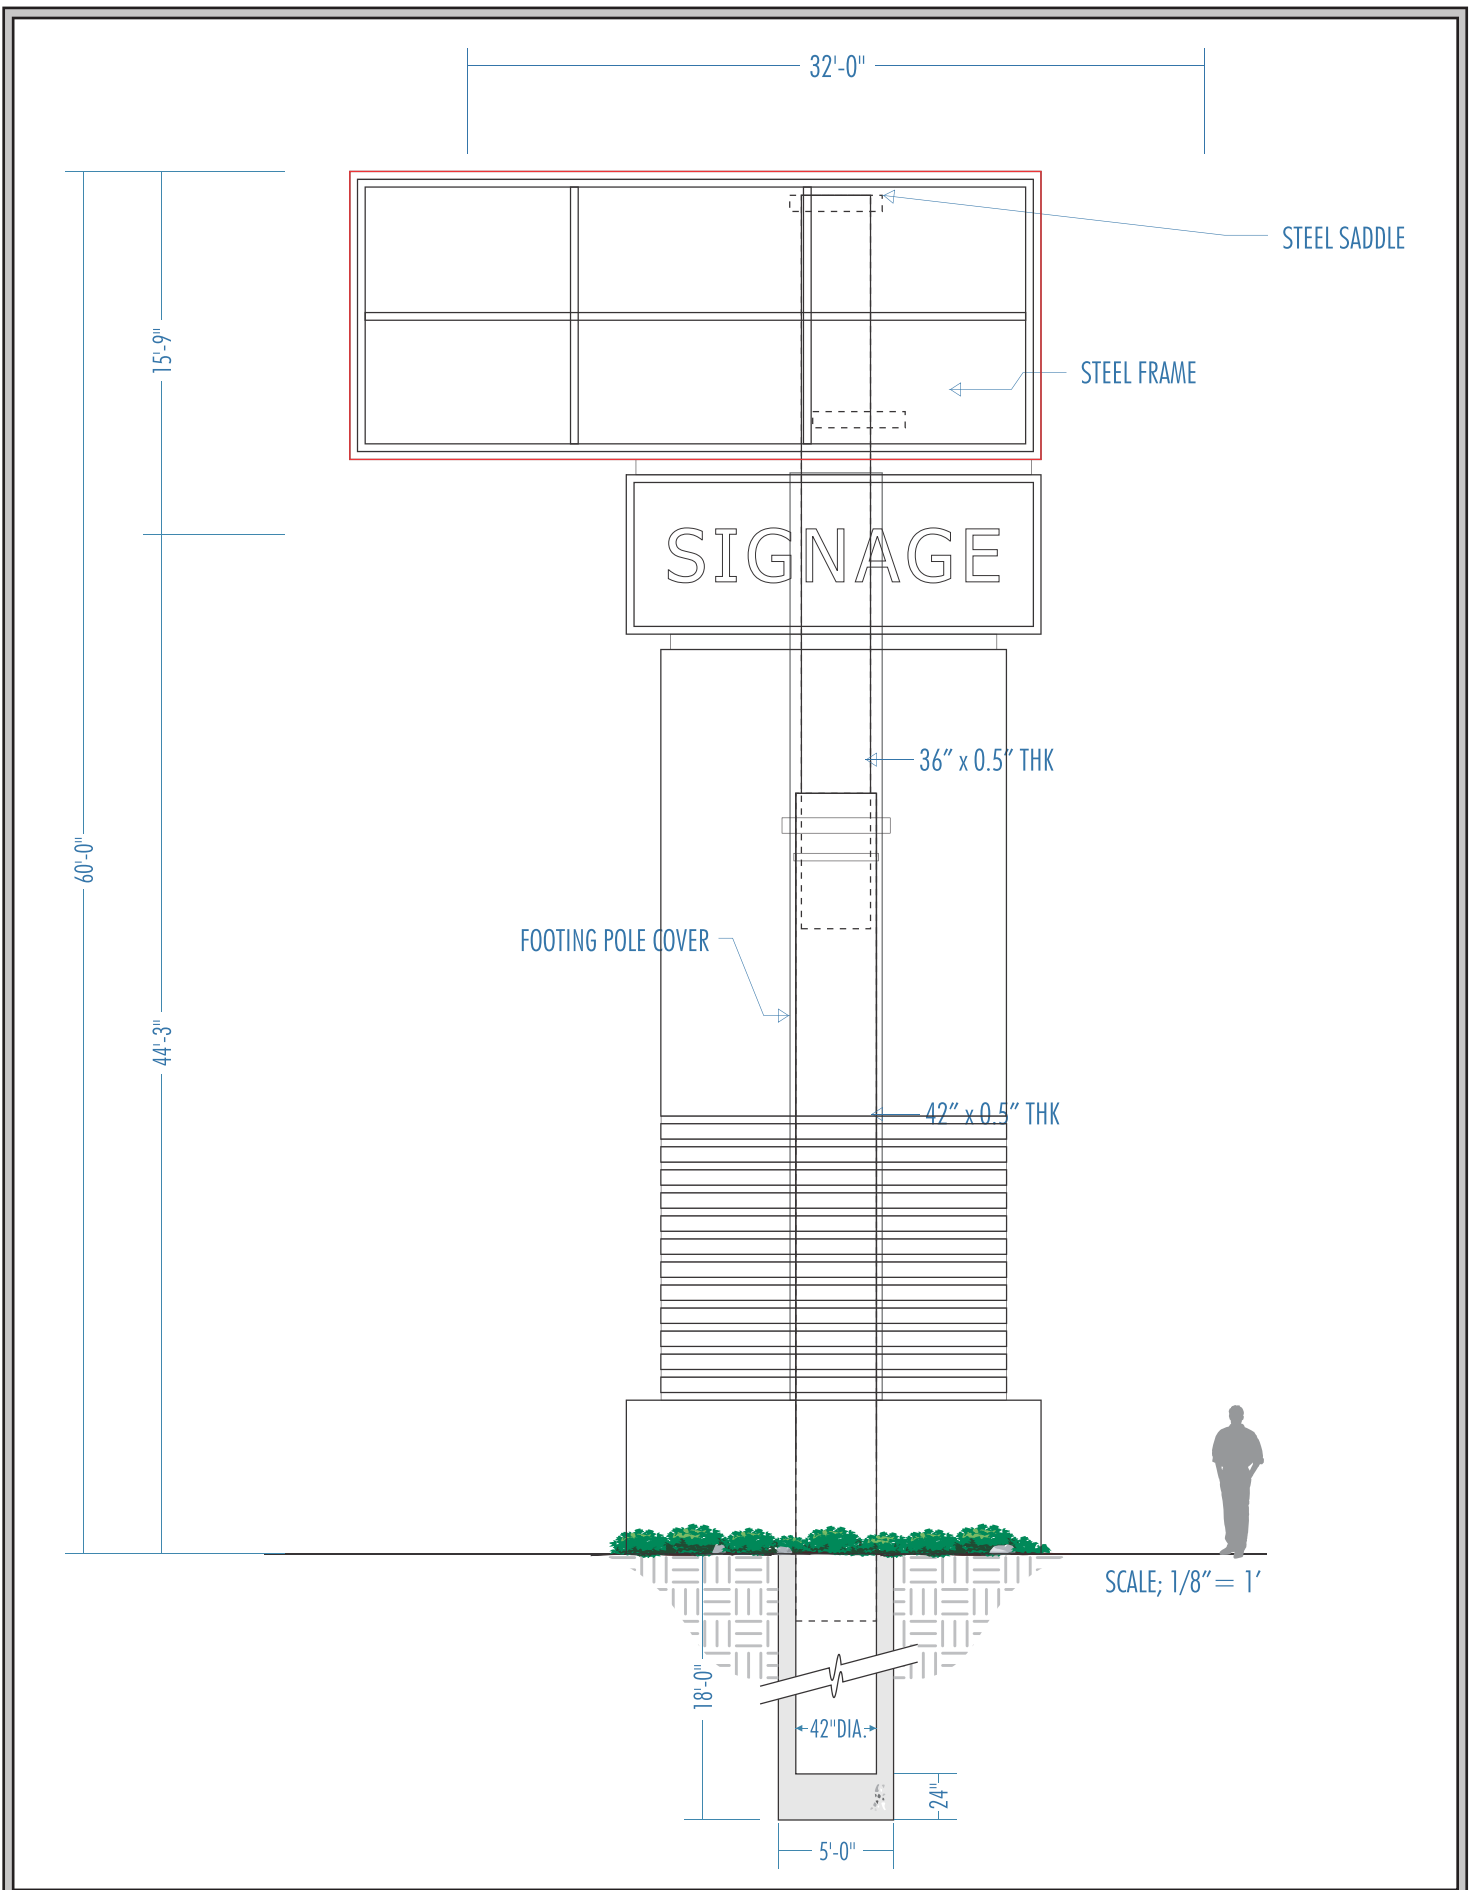 32'-0"
STEEL SADDLE
15'-9"
STEEL FRAME
SIGNAGE
36" x 0.5" THK
60'-0"
FOOTING POLE COVER
44'-3"
42" x 0.5" THK
SCALE; 1/8" = 1'
18'-0"
42"DIA.
24"
5'-0"